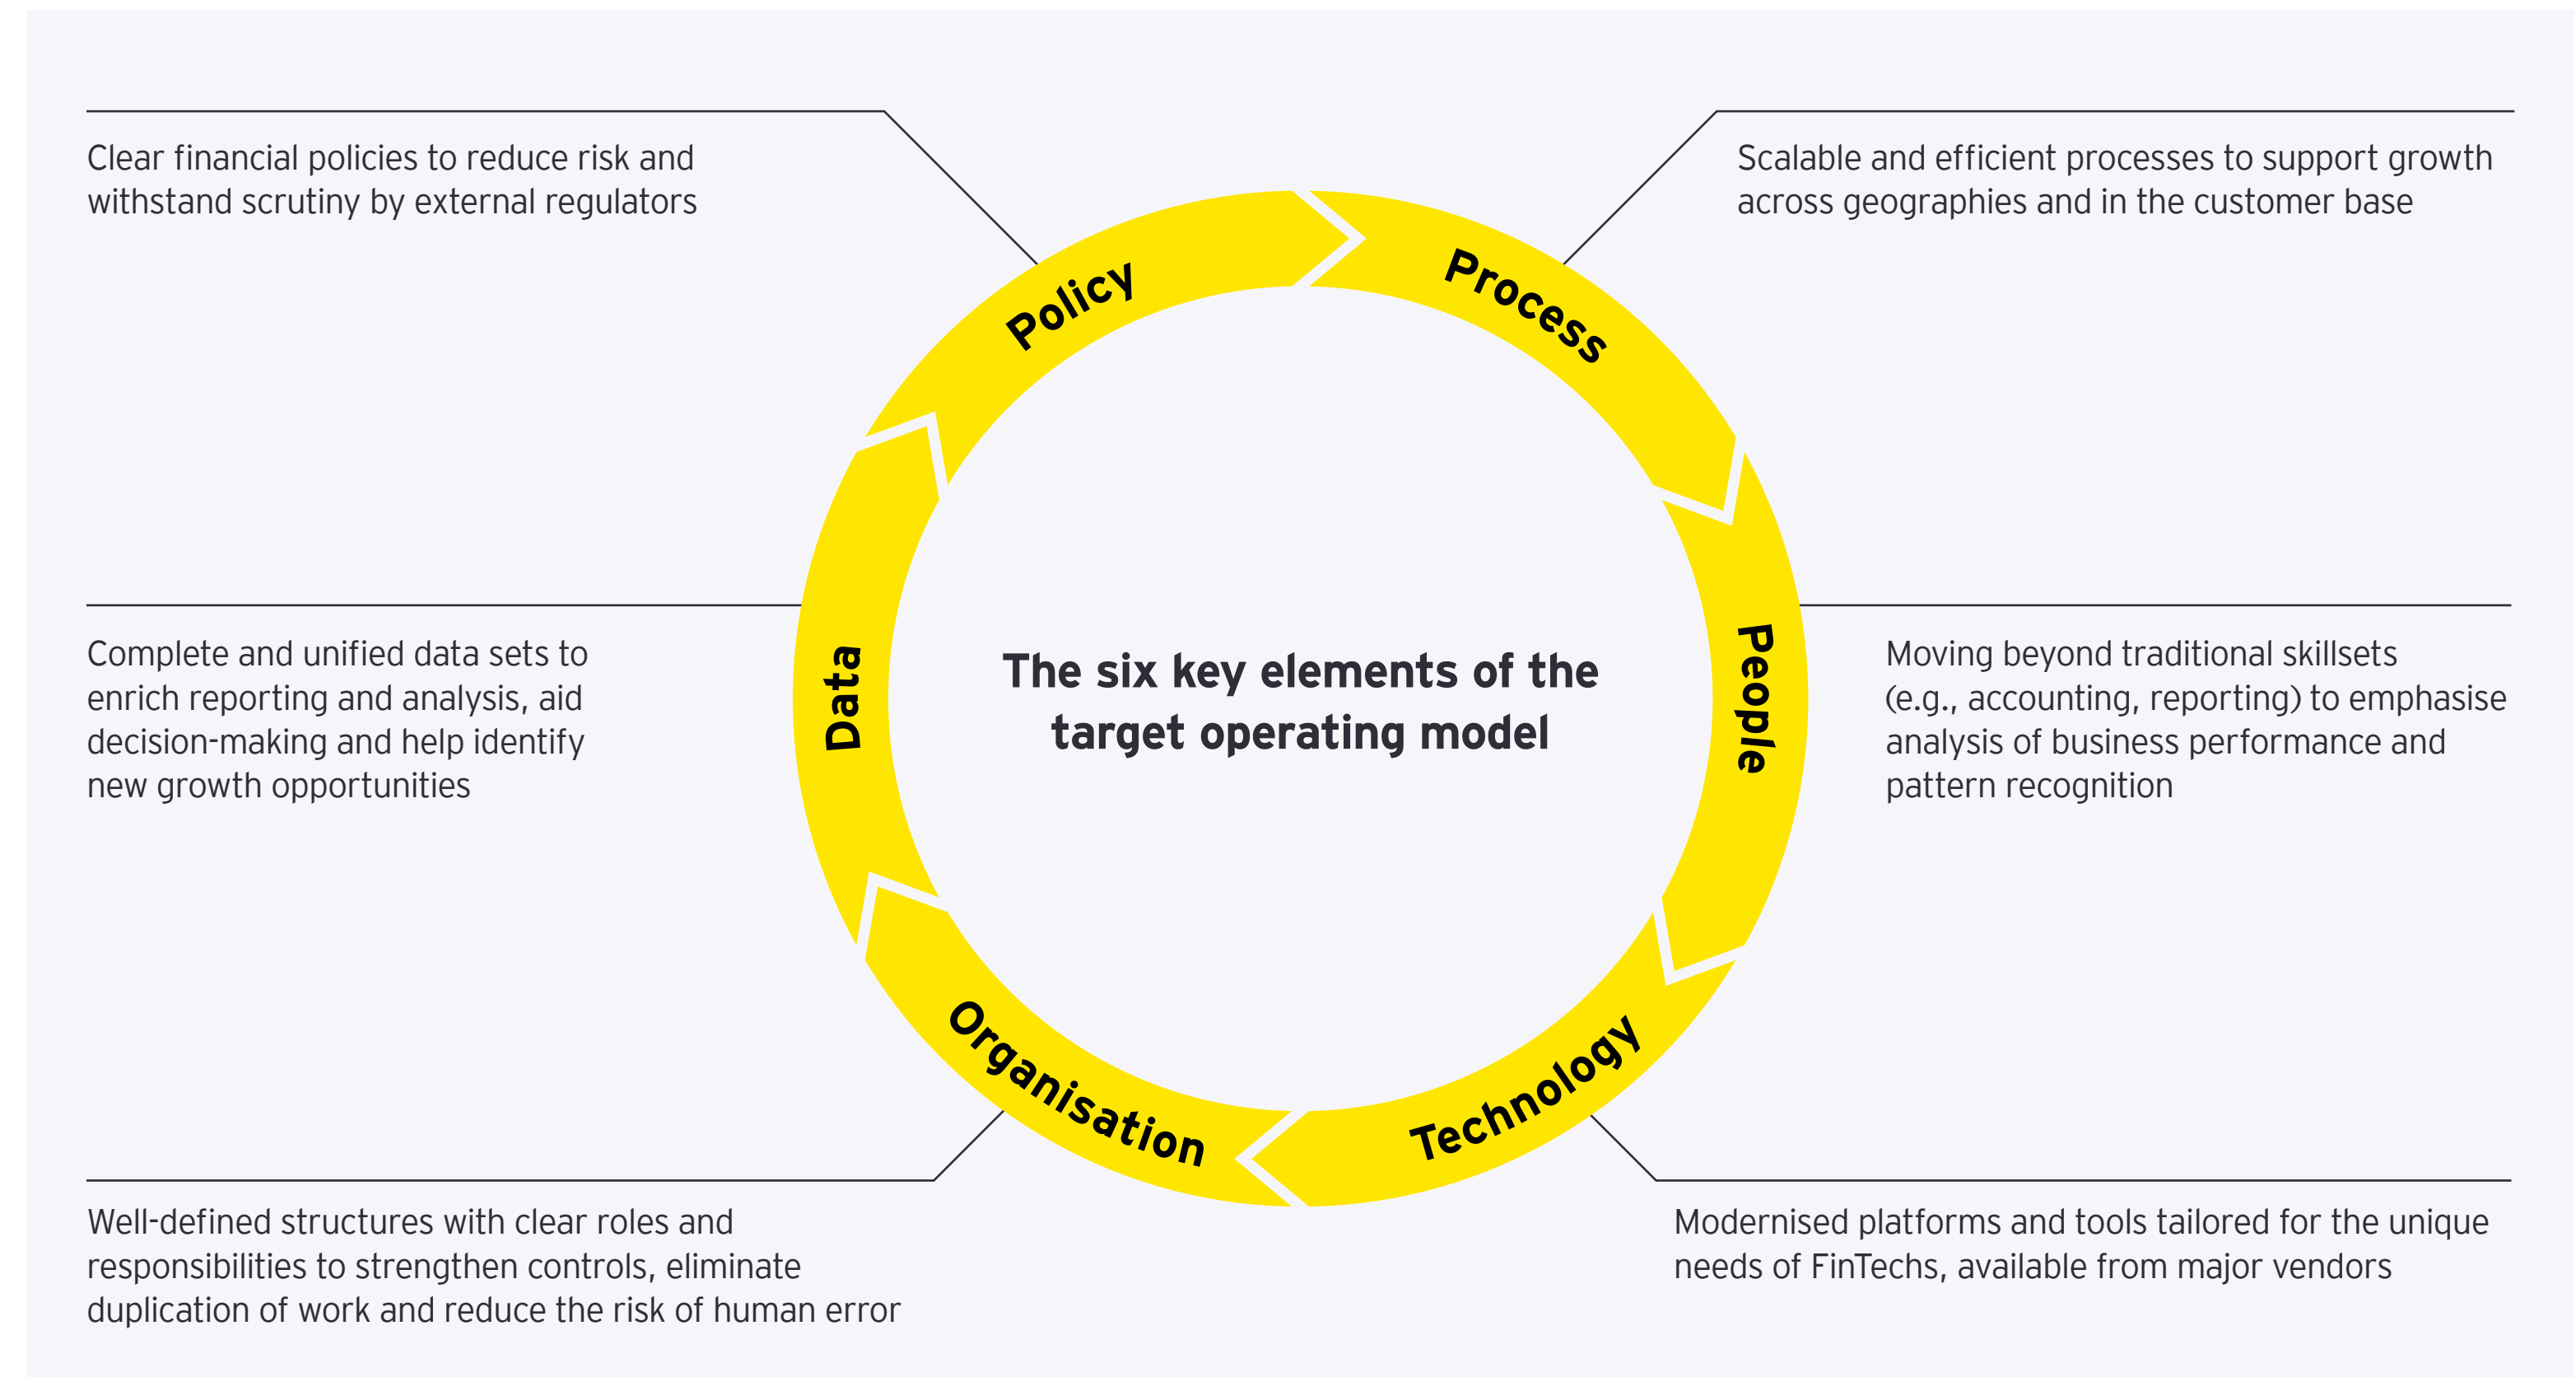 Clear financial policies to reduce risk and
withstand scrutiny by external regulators
Scalable and efficient processes to support growth
across geographies and in the customer base
Policy
Process
Complete and unified data sets to
enrich reporting and analysis, aid
decision-making and help identify
new growth opportunities
Data
The six key elements of the
target operating model
People
Moving beyond traditional skillsets
(e.g., accounting, reporting) to emphasise
analysis of business performance and
pattern recognition
Organisation
Technology
Well-defined structures with clear roles and
responsibilities to strengthen controls, eliminate
duplication of work and reduce the risk of human error
Modernised platforms and tools tailored for the unique
needs of FinTechs, available from major vendors